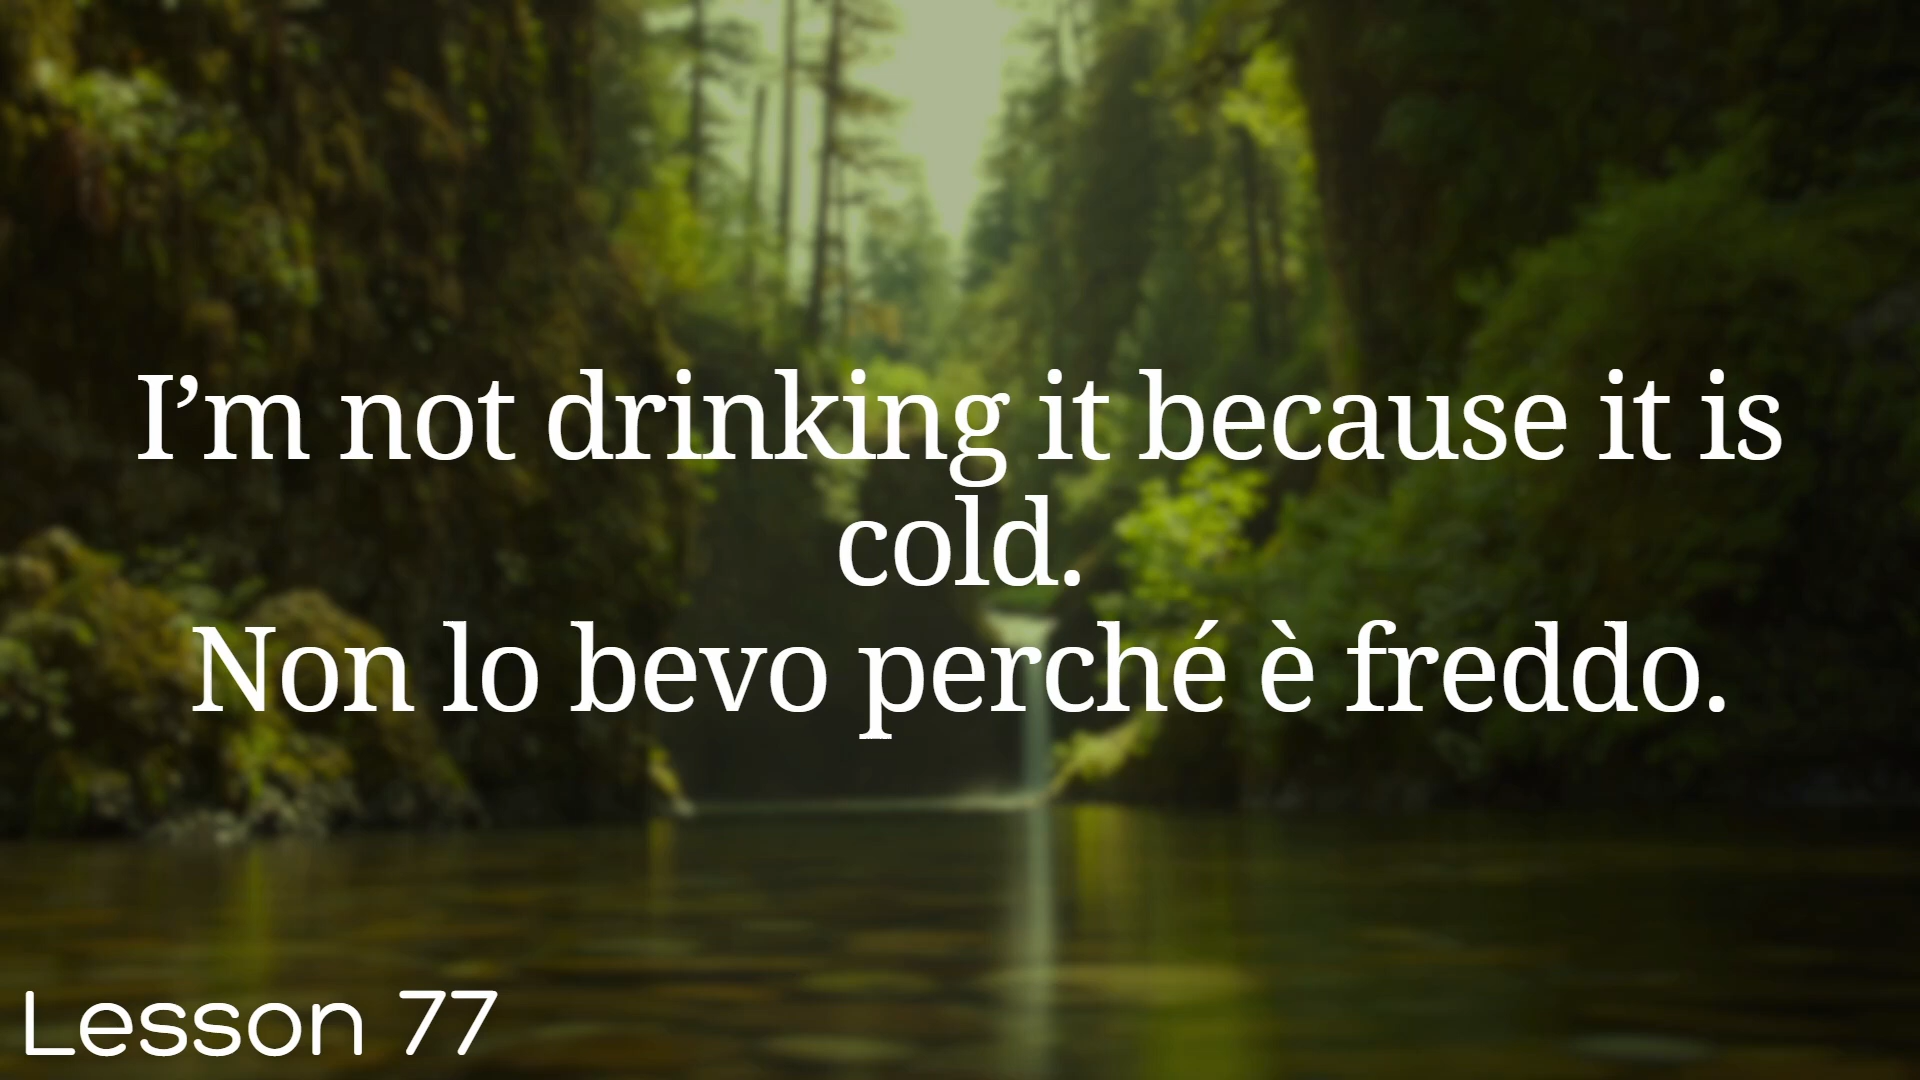 I’m not drinking it because it is
cold.
Non lo bevo perché è freddo.
Lesson 77